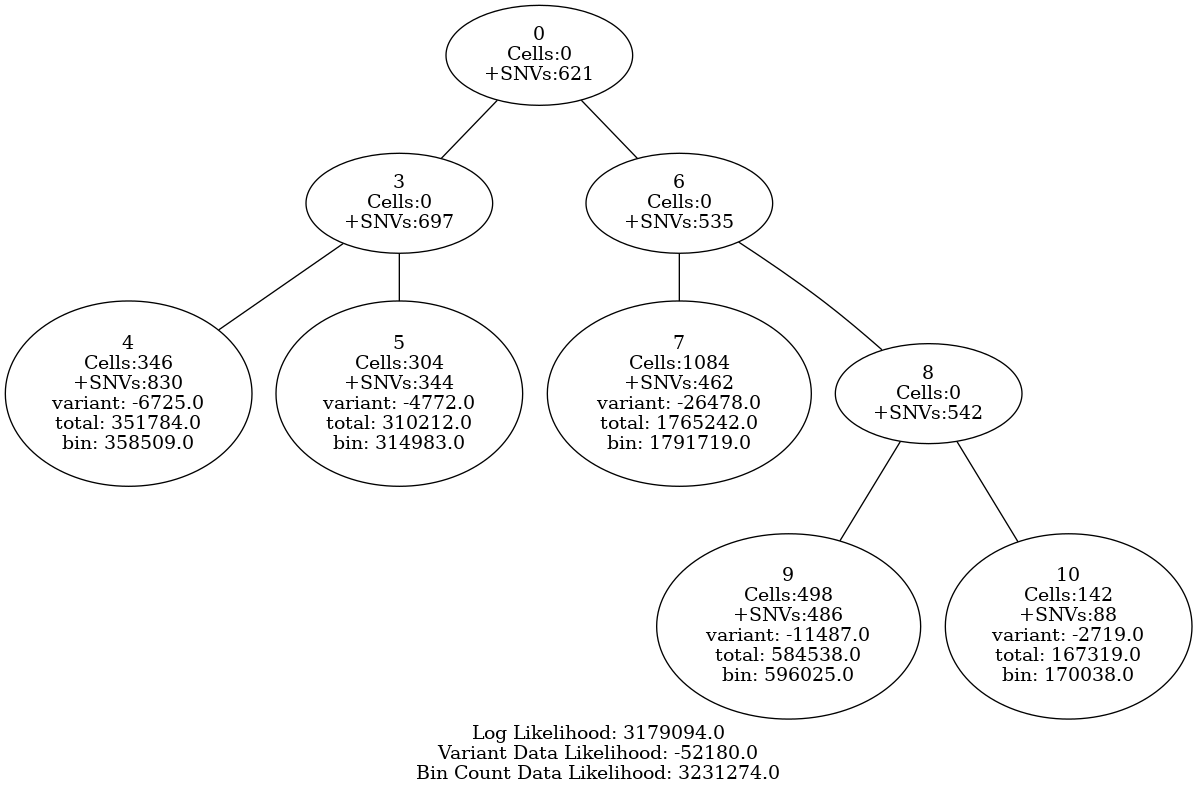 0
Cells:0
+SNVs:621
3
Cells:0
+SNVs:697
6
Cells:0
+SNVs:535
4
Cells:346
+SNVs:830
variant: -6725.0
total: 351784.0
bin: 358509.0
5
Cells:304
+SNVs:344
variant: -4772.0
total: 310212.0
bin: 314983.0
7
Cells:1084
+SNVs:462
variant: -26478.0
total: 1765242.0
bin: 1791719.0
8
Cells:0
+SNVs:542
9
Cells:498
+SNVs:486
variant: -11487.0
total: 584538.0
bin: 596025.0
10
Cells:142
+SNVs:88
variant: -2719.0
total: 167319.0
bin: 170038.0
Log Likelihood: 3179094.0
Variant Data Likelihood: -52180.0
Bin Count Data Likelihood: 3231274.0